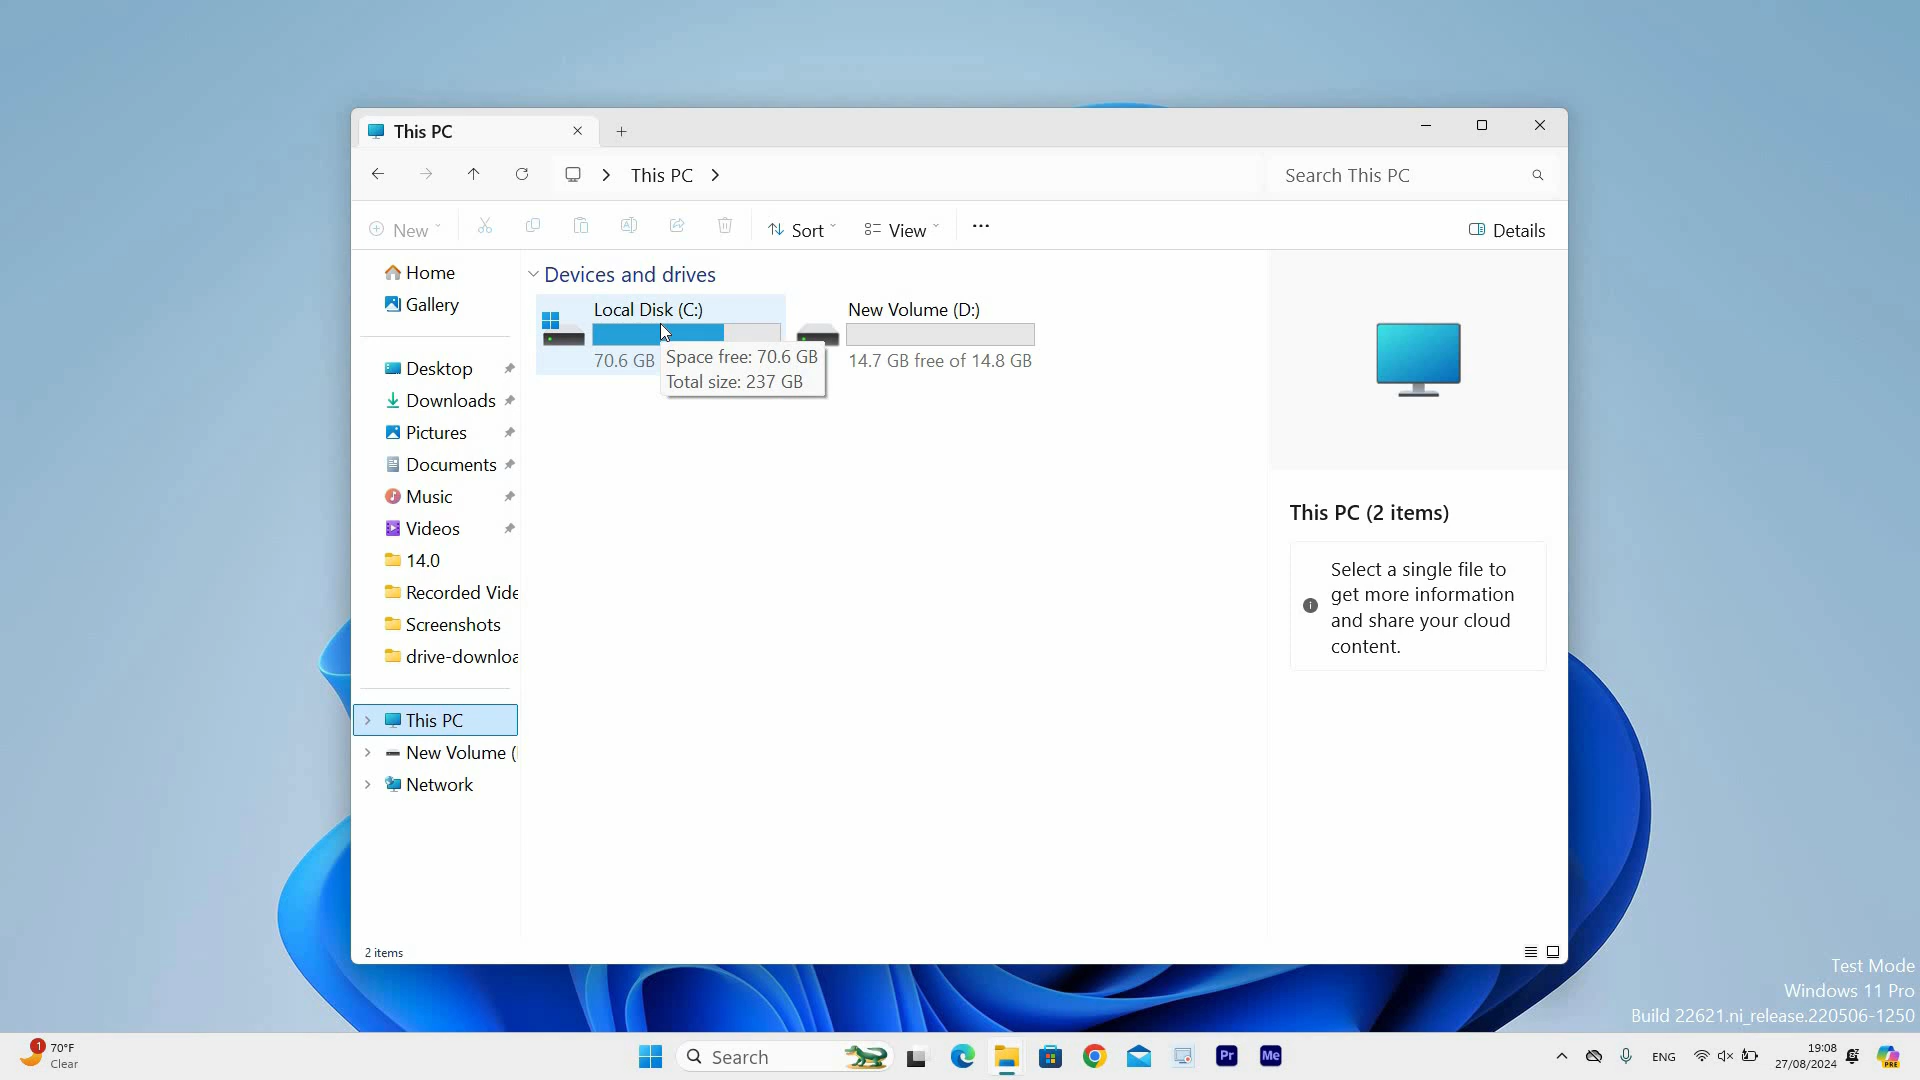 This PC
This PC
Search This PC
New
Sort
View
Details
Home
Gallery
Desktop
Downloads
Pictures
Documents
Music
Videos
14.0
Recorded Vide
Screenshots
drive-downloa
This PC
New Volume (
Network
Devices and drives
Local Disk (C:)
70.6 GB
Space free: 70.6 GB
Total size: 237 GB
New Volume (D:)
14.7 GB free of 14.8 GB
This PC (2 items)
Select a single file to
get more information
and share your cloud
content.
2 items
Test Mode
Windows 11 Pro
Build 22621.ni_release.220506-1250
1
70°F
Clear
Search
Pr
Me
ENG
19:08
27/08/2024
PRE